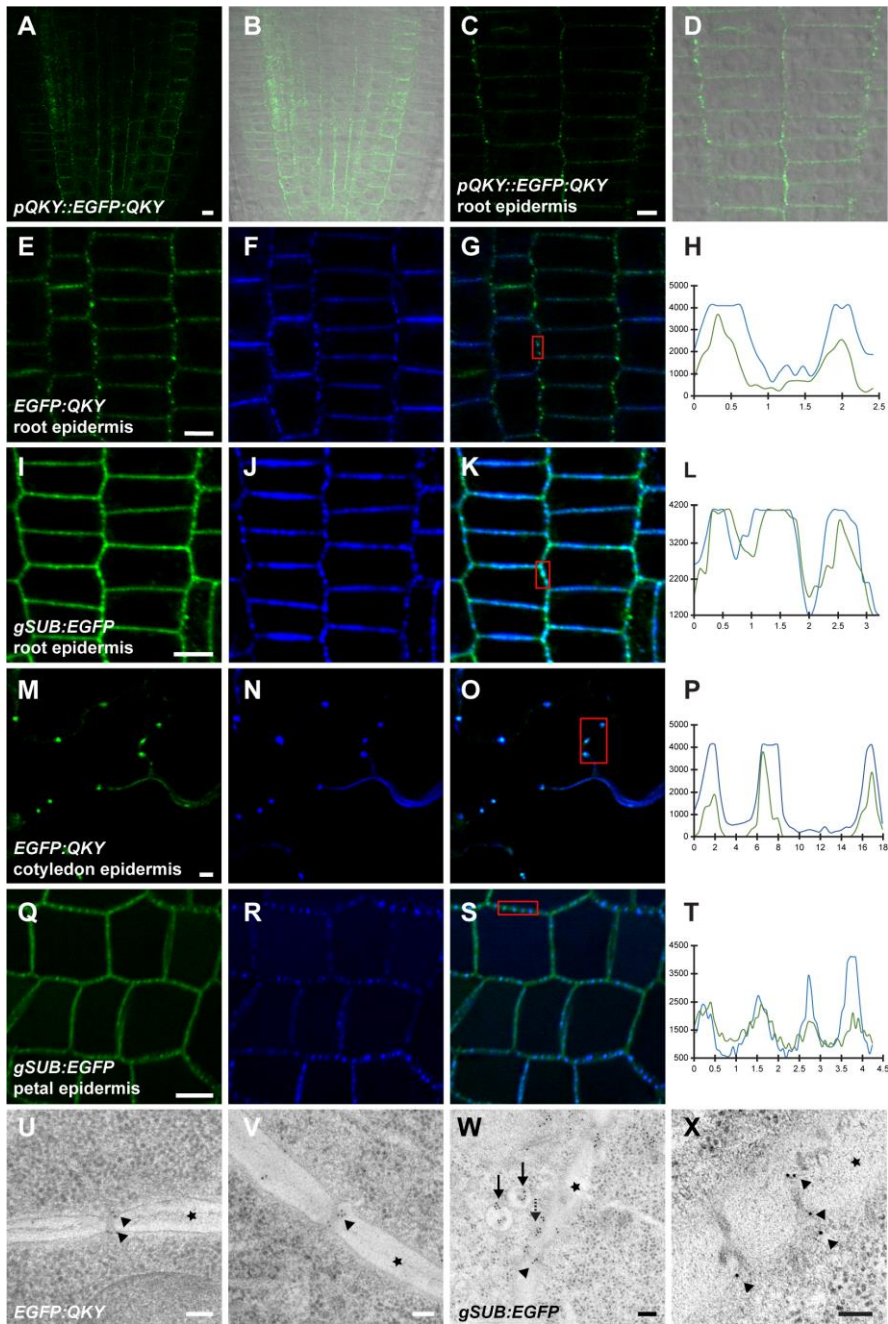 A
B
C
D
pQKY::EGFP:QKY
pQKY::EGFP:QKY
root epidermis
E
F
G
H
5000
4000
3000
2000
1000
0
0 0.5 1 1.5 2 2.5
EGFP:QKY
root epidermis
I
J
K
L
4200
3200
2200
1200
0 0.5 1 1.5 2 2.5 3
gSUB:EGFP
root epidermis
M
N
O
P
5000
4000
3000
2000
1000
0
0 2 4 6 8 10 12 14 16 18
EGFP:QKY
cotyledon epidermis
Q
R
S
T
4500
3500
2500
1500
500
0 0.5 1 1.5 2 2.5 3 3.5 4 4.5
gSUB:EGFP
petal epidermis
U
V
W
X
EGFP:QKY
gSUB:EGFP